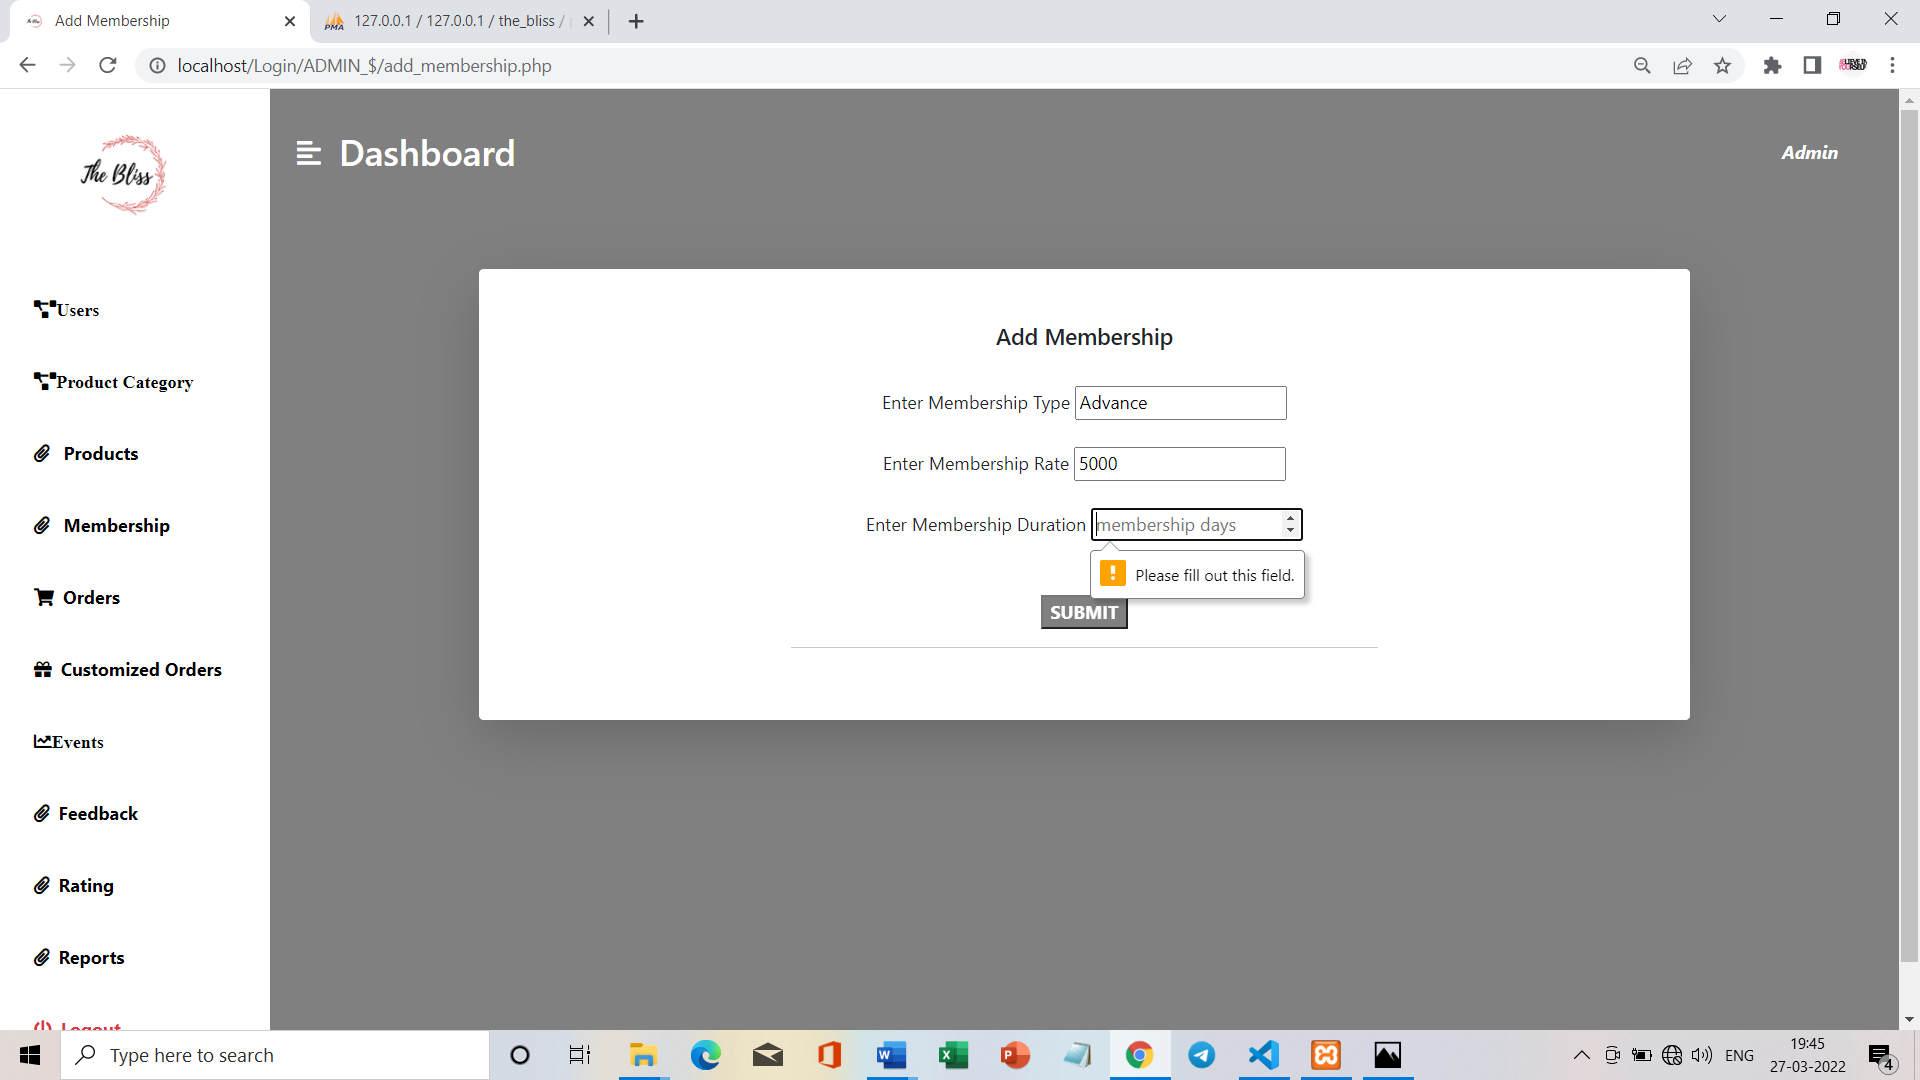 Add Membership
127.0.0.1 / 127.0.0.1 / the_bliss /
localhost/Login/ADMIN_$/add_membership.php
The Bliss
Dashboard
Admin
Users
Product Category
Products
Membership
Orders
Customized Orders
Events
Feedback
Rating
Reports
Logout
Add Membership
Enter Membership Type Advance
Enter Membership Rate 5000
Enter Membership Duration membership days
Please fill out this field.
SUBMIT
Type here to search
ENG
19:45
27-03-2022
4